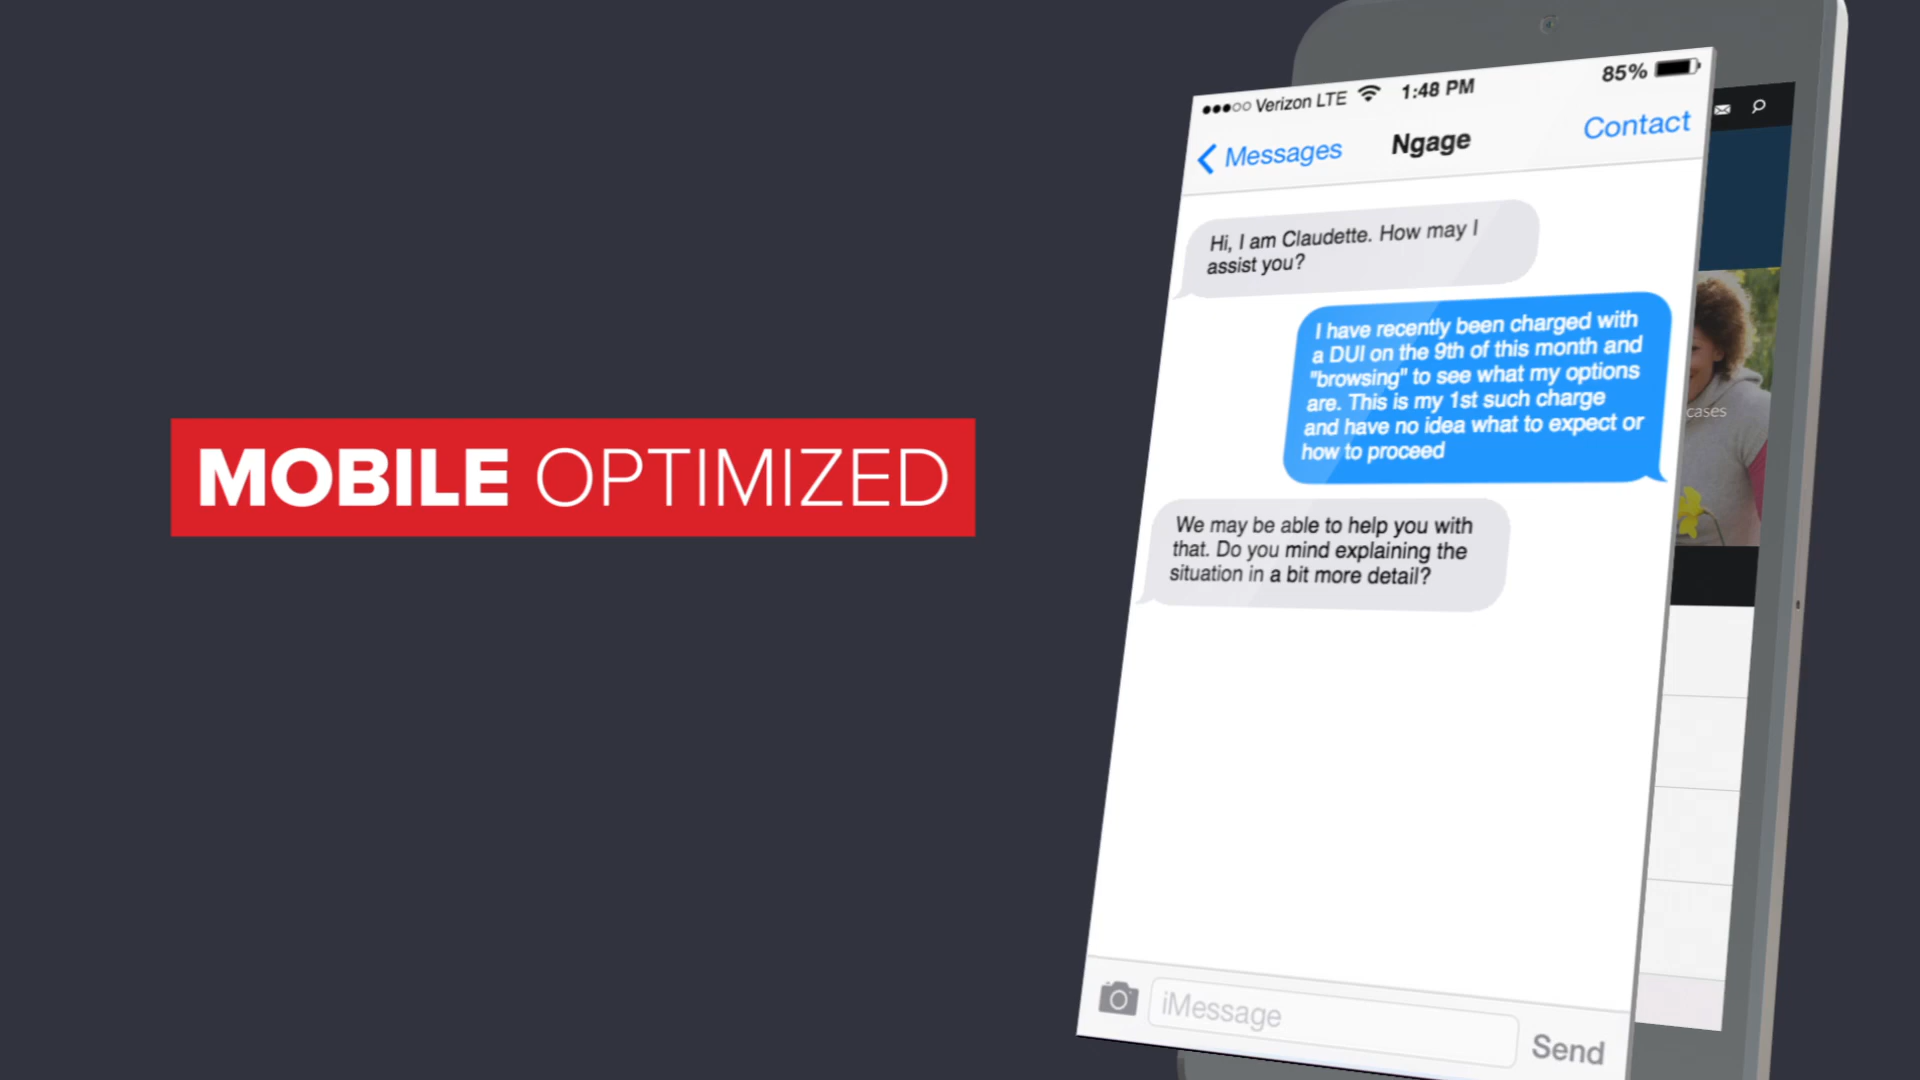 MOBILE OPTIMIZED
Verizon LTE 1:48 PM 85%
Messages Ngage Contact
Hi, I am Claudette. How may I
assist you?
I have recently been charged with
a DUI on the 9th of this month and
"browsing" to see what my options
are. This is my 1st such charge
and have no idea what to expect or
how to proceed
cases
We may be able to help you with
that. Do you mind explaining the
situation in a bit more detail?
iMessage
Send